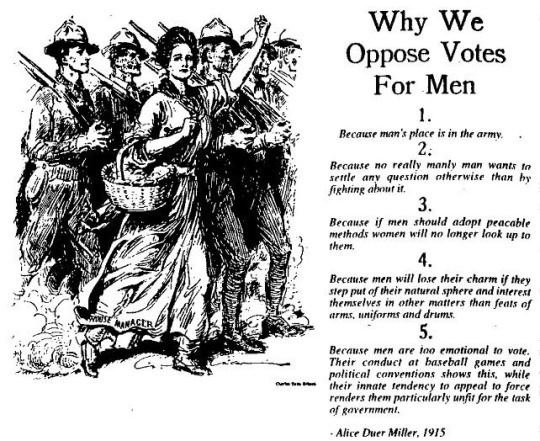 Why We
Oppose Votes
For Men
1.
Because man's place is in the army.
2.
Because no really manly man wants to
settle any question otherwise than by
fighting about it.
3.
Because if men should adopt peacable
methods women will no longer look up to
them.
4.
Because men will lose their charm if they
step put of their natural sphere and interest
themselves in other matters than feats of
arms, uniforms and drums.
5.
Because men are too emotional to vote.
Their conduct at baseball games and
political conventions shows this, while
their innate tendency to appeal to force
renders them particularly unfit for the task
of government.
- Alice Duer Miller, 1915
HOUSE MANAGER
Charles Dana Gibson